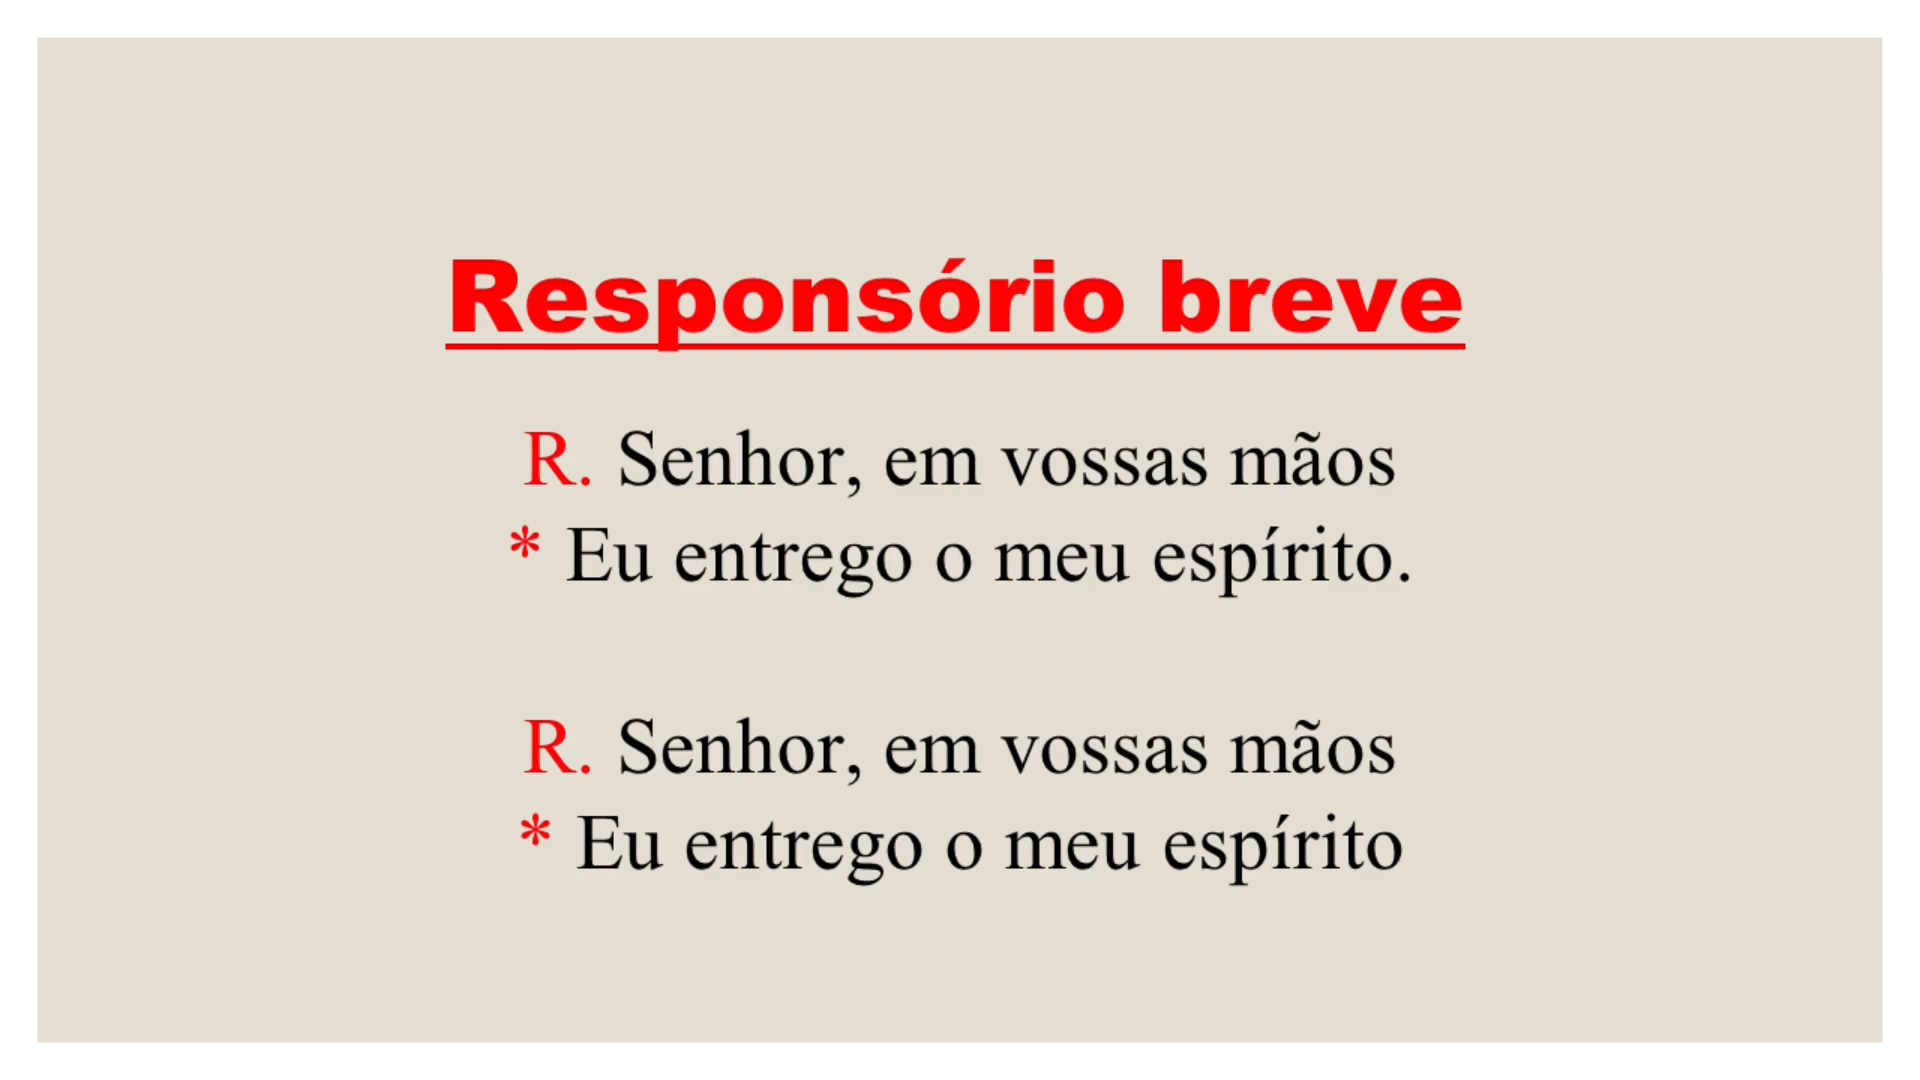 Responsório breve
R. Senhor, em vossas mãos
* Eu entrego o meu espírito.
R. Senhor, em vossas mãos
* Eu entrego o meu espírito